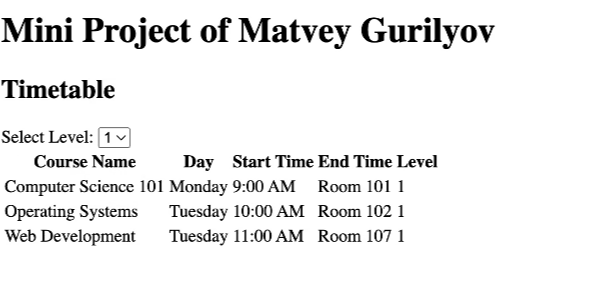 Mini Project of Matvey Gurilyov
Timetable
Select Level: 1
Course Name Day Start Time End Time Level
Computer Science 101 Monday 9:00 AM Room 101 1
Operating Systems Tuesday 10:00 AM Room 102 1
Web Development Tuesday 11:00 AM Room 107 1